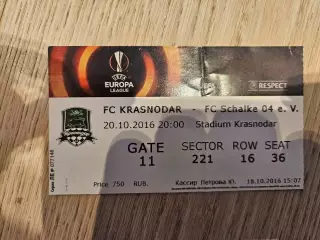 UEFA
EUROPA
LEAGUE
RESPECT
FC KRASNODAR - FC Schalke 04 e. V.
20.10.2016 20:00 Stadium Krasnodar
GATE SECTOR ROW SEAT
11 221 16 36
Price 750 RUB. Кассир Петрова Ю. 18.10.2016 15:07